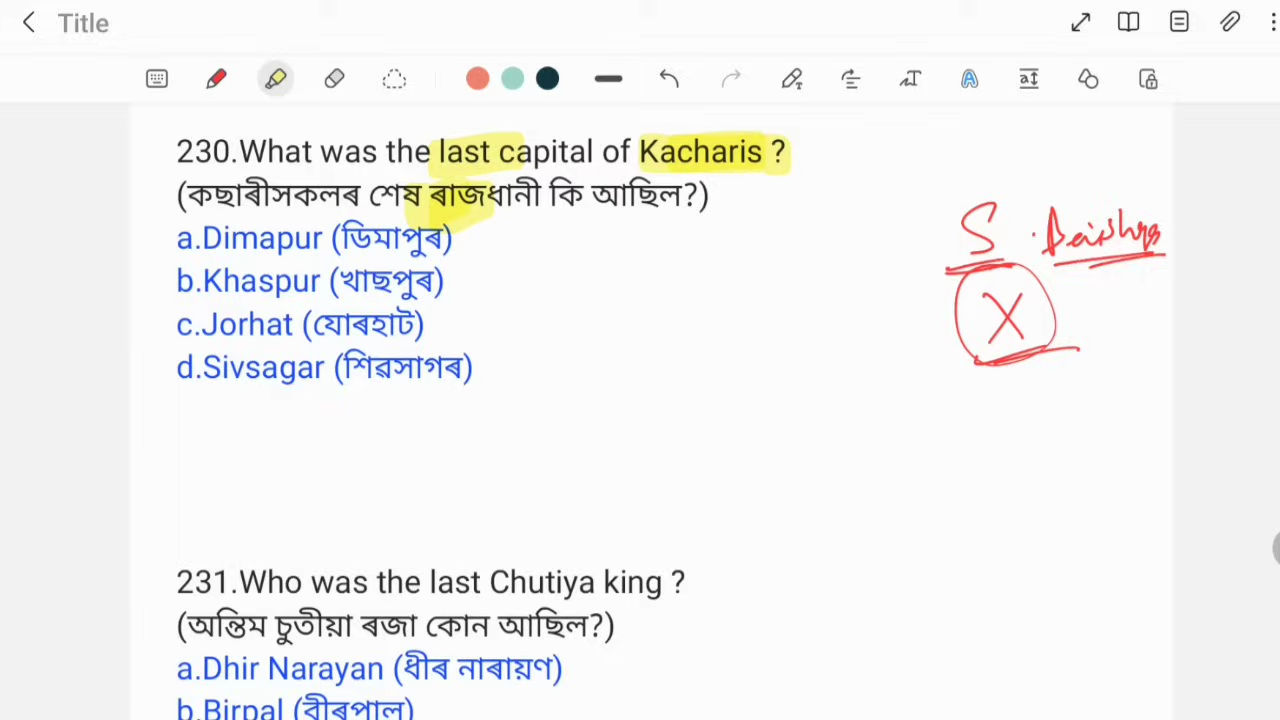 Title
230.What was the last capital of Kacharis ?
(কছাৰীসকলৰ শেষ ৰাজধানী কি আছিল?)
a.Dimapur (ডিমাপুৰ)
b.Khaspur (খাছপুৰ)
c.Jorhat (যোৰহাট)
d.Sivsagar (শিৱসাগৰ)
S
X
231.Who was the last Chutiya king ?
(অন্তিম চুতীয়া ৰজা কোন আছিল?)
a.Dhir Narayan (ধীৰ নাৰায়ণ)
b.Birpal (বীৰপাল)